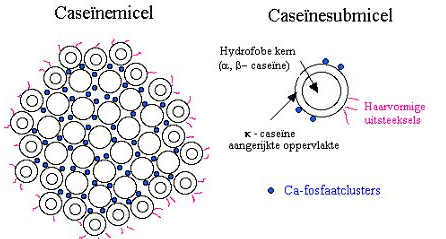 Caseïnemicel
Caseïnesubmicel
Hydrofobe kern
(α, β- caseïne)
Haarvormige
uitsteeksels
κ - caseïne
aangerijkte oppervlakte
Ca-fosfaatclusters